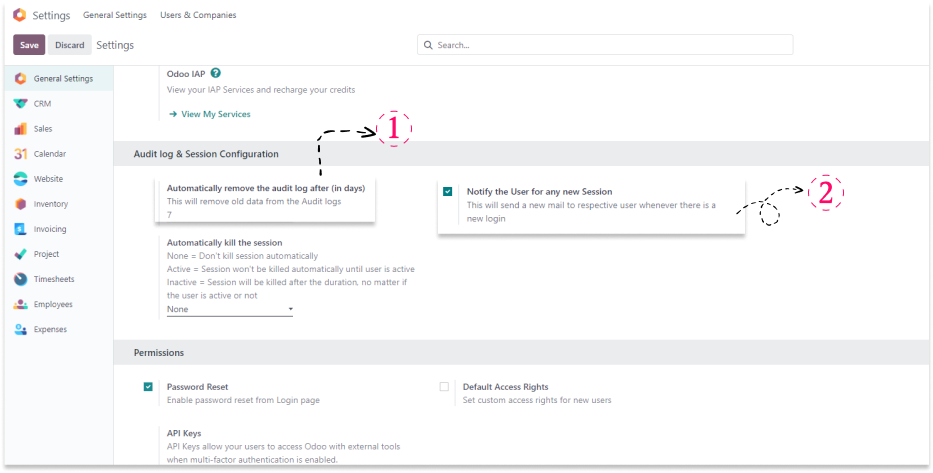 Settings General Settings Users & Companies
Save Discard Settings Search...
General Settings
CRM
Sales
31 Calendar
Website
Inventory
Invoicing
Project
Timesheets
Employees
Expenses
Odoo IAP ?
View your IAP Services and recharge your credits
→ View My Services
1
Audit log & Session Configuration
Automatically remove the audit log after (in days)
This will remove old data from the Audit logs
7
Notify the User for any new Session
This will send a new mail to respective user whenever there is a
new login
2
Automatically kill the session
None = Don't kill session automatically
Active = Session won't be killed automatically until user is active
Inactive = Session will be killed after the duration, no matter if
the user is active or not
None
Permissions
Password Reset
Enable password reset from Login page
Default Access Rights
Set custom access rights for new users
API Keys
API Keys allow your users to access Odoo with external tools
when multi-factor authentication is enabled.